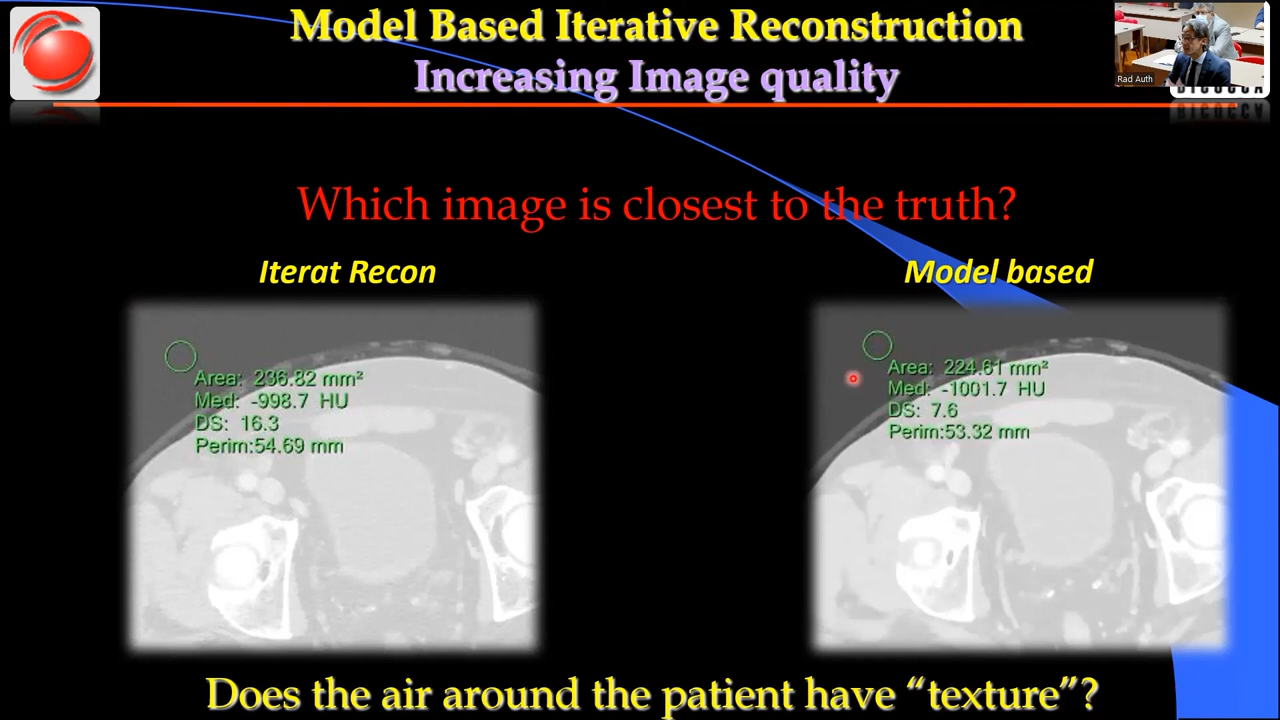 Model Based Iterative Reconstruction
Increasing Image quality
Rad Auth
BICOCCA
Which image is closest to the truth?
Iterat Recon
Model based
Area: 236.82 mm²
Med: -998.7 HU
DS: 16.3
Perim:54.69 mm
Area: 224.61 mm²
Med: -1001.7 HU
DS: 7.6
Perim:53.32 mm
Does the air around the patient have “texture”?